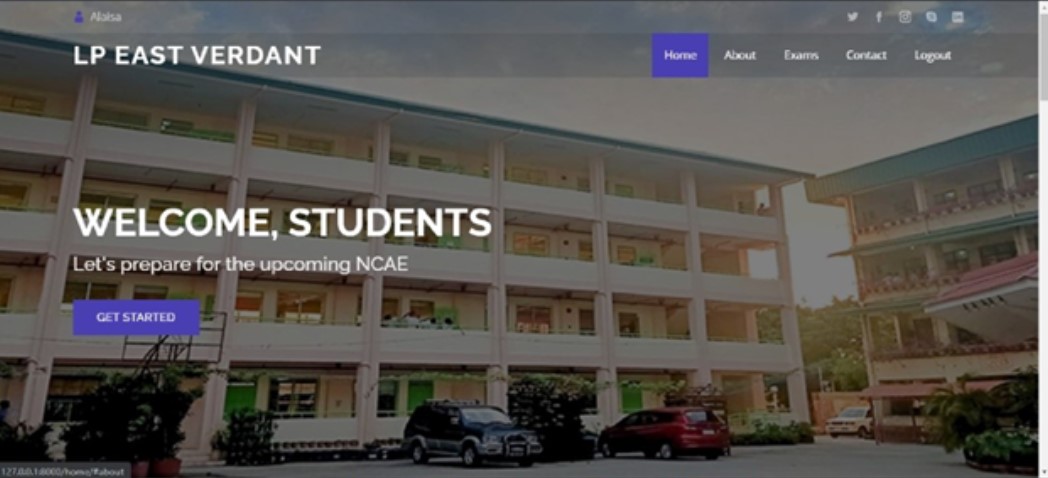 Alaisa
LP EAST VERDANT
Home About Exams Contact Logout
WELCOME, STUDENTS
Let's prepare for the upcoming NCAE
GET STARTED
127.0.0.1:8000/home/#about